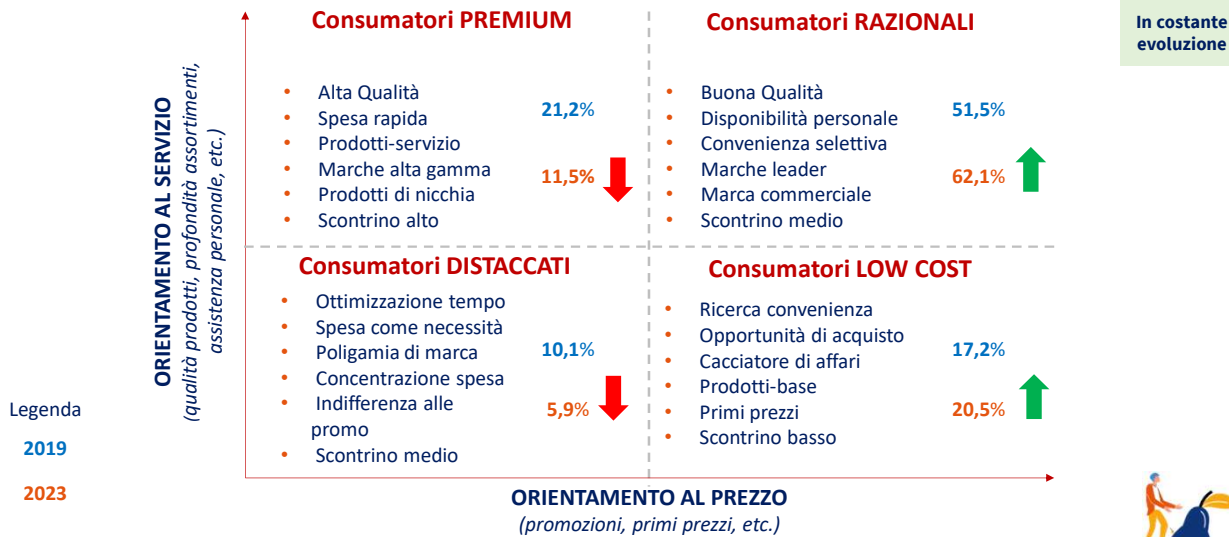 In costante
evoluzione
ORIENTAMENTO AL SERVIZIO
(qualità prodotti, profondità assortimenti,
assistenza personale, etc.)
Consumatori PREMIUM
• Alta Qualità
• Spesa rapida
• Prodotti-servizio
• Marche alta gamma
• Prodotti di nicchia
• Scontrino alto
21,2%
11,5%
Consumatori RAZIONALI
• Buona Qualità
• Disponibilità personale
• Convenienza selettiva
• Marche leader
• Marca commerciale
• Scontrino medio
51,5%
62,1%
Consumatori DISTACCATI
• Ottimizzazione tempo
• Spesa come necessità
• Poligamia di marca
• Concentrazione spesa
• Indifferenza alle
promo
• Scontrino medio
10,1%
5,9%
Consumatori LOW COST
• Ricerca convenienza
• Opportunità di acquisto
• Cacciatore di affari
• Prodotti-base
• Primi prezzi
• Scontrino basso
17,2%
20,5%
Legenda
2019
2023
ORIENTAMENTO AL PREZZO
(promozioni, primi prezzi, etc.)